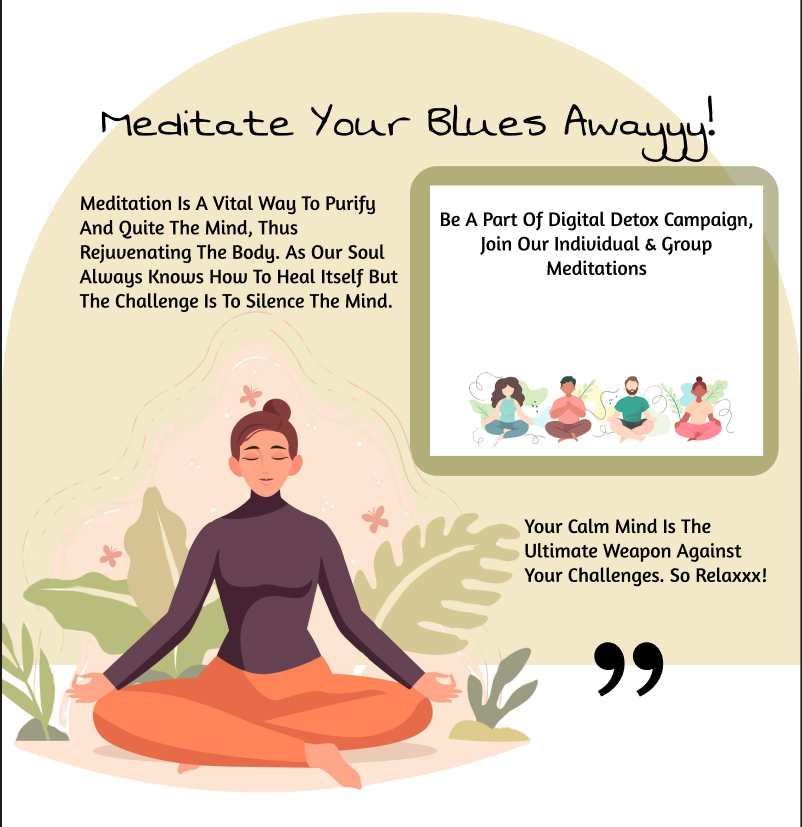 Meditate Your Blues Awayyy!
Meditation Is A Vital Way To Purify
And Quite The Mind, Thus
Rejuvenating The Body. As Our Soul
Always Knows How To Heal Itself But
The Challenge Is To Silence The Mind.
Be A Part Of Digital Detox Campaign,
Join Our Individual & Group
Meditations
Your Calm Mind Is The
Ultimate Weapon Against
Your Challenges. So Relaxxx!
”